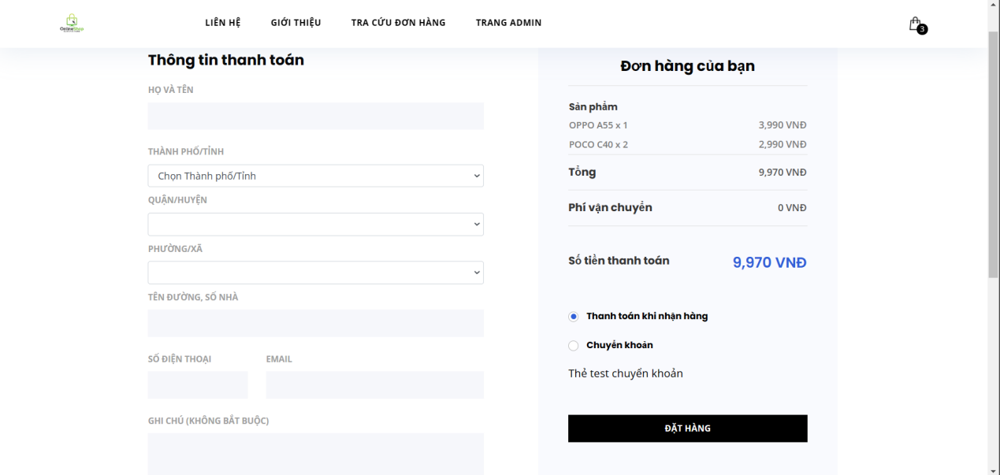 OnlineShop
LIÊN HỆ
GIỚI THIỆU
TRA CỨU ĐƠN HÀNG
TRANG ADMIN
3
Thông tin thanh toán
HỌ VÀ TÊN
THÀNH PHỐ/TỈNH
Chọn Thành phố/Tỉnh
QUẬN/HUYỆN
PHƯỜNG/XÃ
TÊN ĐƯỜNG, SỐ NHÀ
SỐ ĐIỆN THOẠI
EMAIL
GHI CHÚ (KHÔNG BẮT BUỘC)
Đơn hàng của bạn
Sản phẩm
OPPO A55 x 1 3,990 VNĐ
POCO C40 x 2 2,990 VNĐ
Tổng 9,970 VNĐ
Phí vận chuyển 0 VNĐ
Số tiền thanh toán 9,970 VNĐ
Thanh toán khi nhận hàng
Chuyển khoản
Thẻ test chuyển khoản
ĐẶT HÀNG